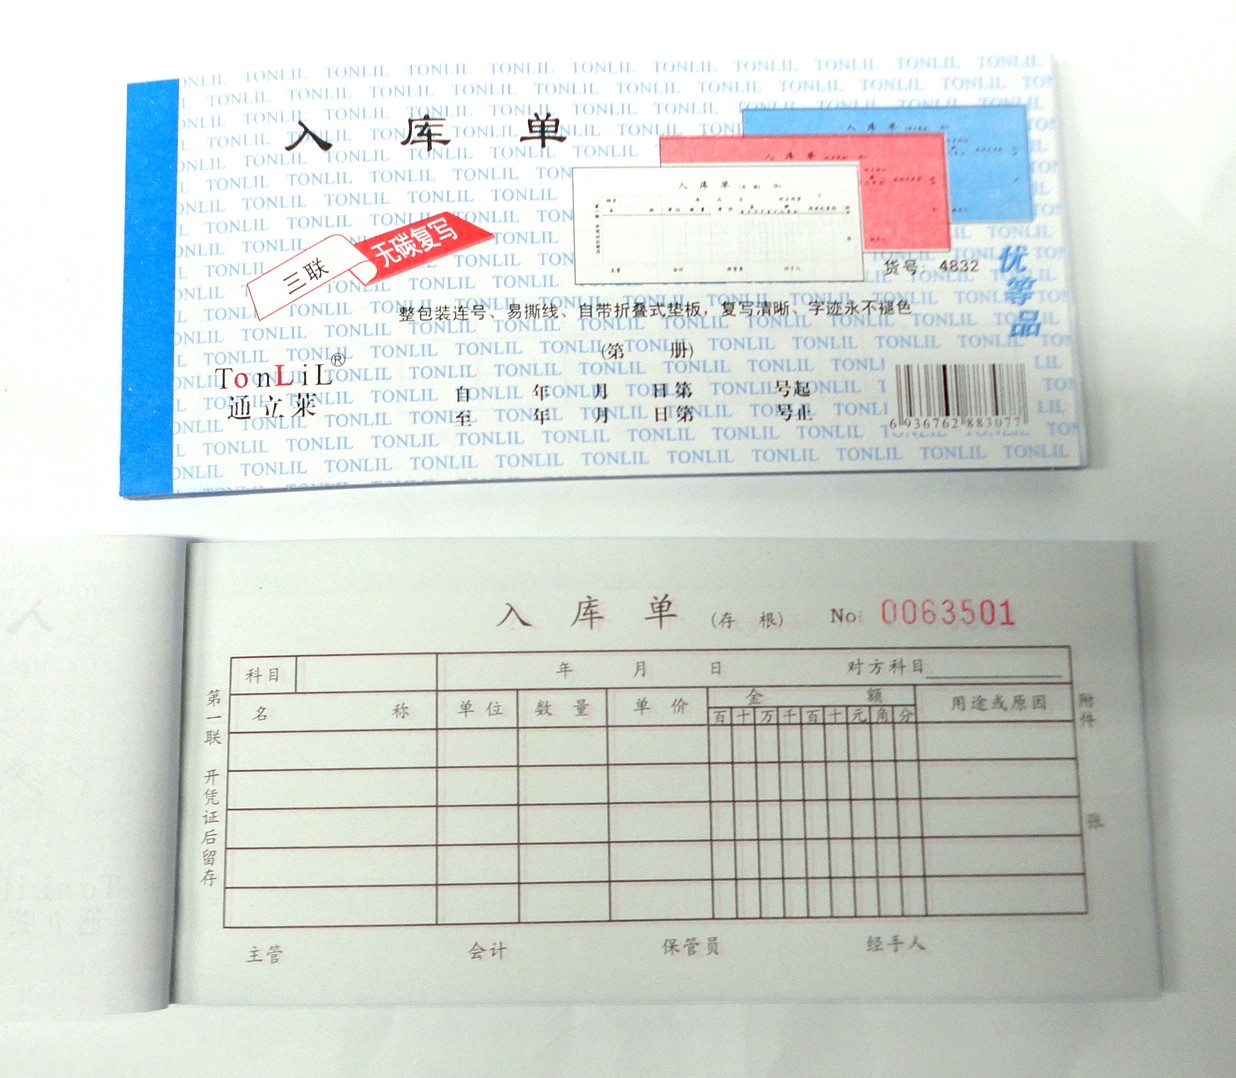 入库单
三联 无碳复写
货号: 4832
优等品
整包装连号、易撕线、自带折叠式垫板，复写清晰、字迹永不褪色
(第 册)
TonLiL®
通立莱
自 年 月 日第 号起
至 年 月 日第 号止
6 936762 883077
入库单 (存根) No: 0063501
科目 年 月 日 对方科目
名称 单位 数量 单价 金额 用途或原因
百 十 万 千 百 十 元 角 分
第一联 开凭证后留存
附件 张
主管 会计 保管员 经手人